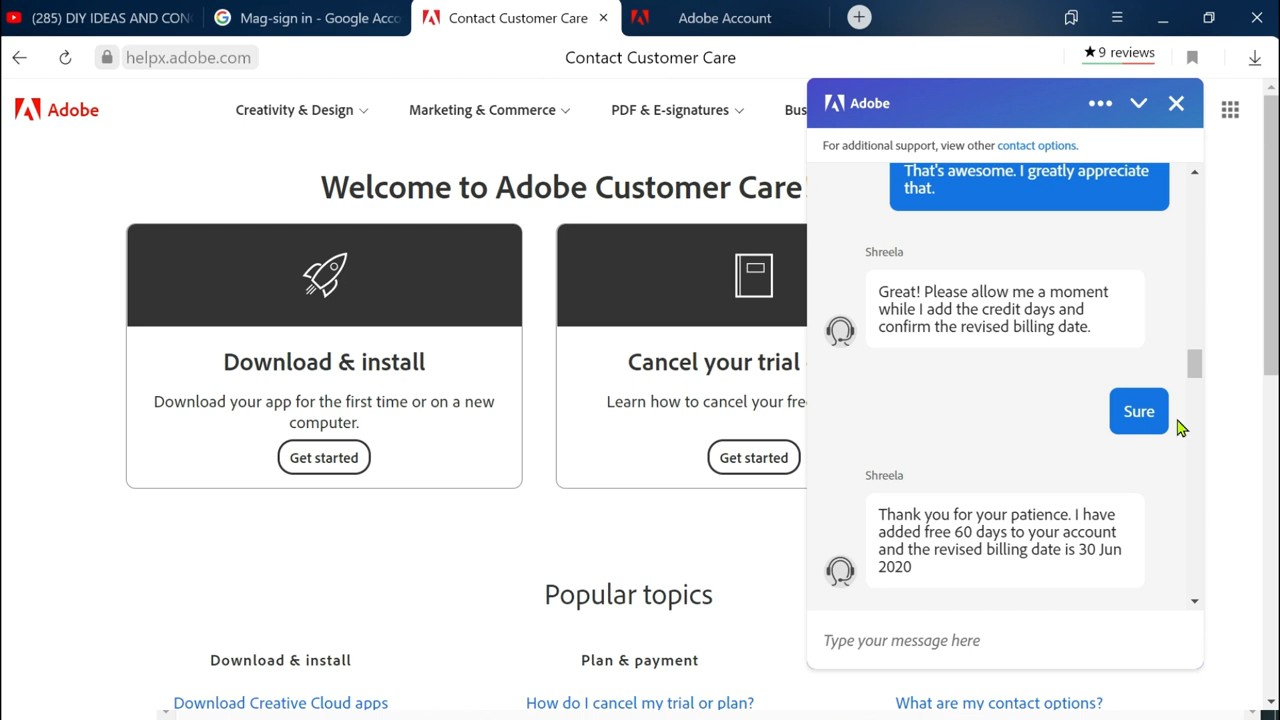 (285) DIY IDEAS AND CON
Mag-sign in - Google Acco
Contact Customer Care
Adobe Account
helpx.adobe.com
Contact Customer Care
★9 reviews
Adobe
Creativity & Design
Marketing & Commerce
PDF & E-signatures
Bus
Welcome to Adobe Customer Care!
Download & install
Download your app for the first time or on a new
computer.
Get started
Cancel your trial
Learn how to cancel your free
Get started
Popular topics
Download & install
Plan & payment
Download Creative Cloud apps
How do I cancel my trial or plan?
What are my contact options?
Adobe
For additional support, view other contact options.
That's awesome. I greatly appreciate
that.
Shreela
Great! Please allow me a moment
while I add the credit days and
confirm the revised billing date.
Sure
Shreela
Thank you for your patience. I have
added free 60 days to your account
and the revised billing date is 30 Jun
2020
Type your message here